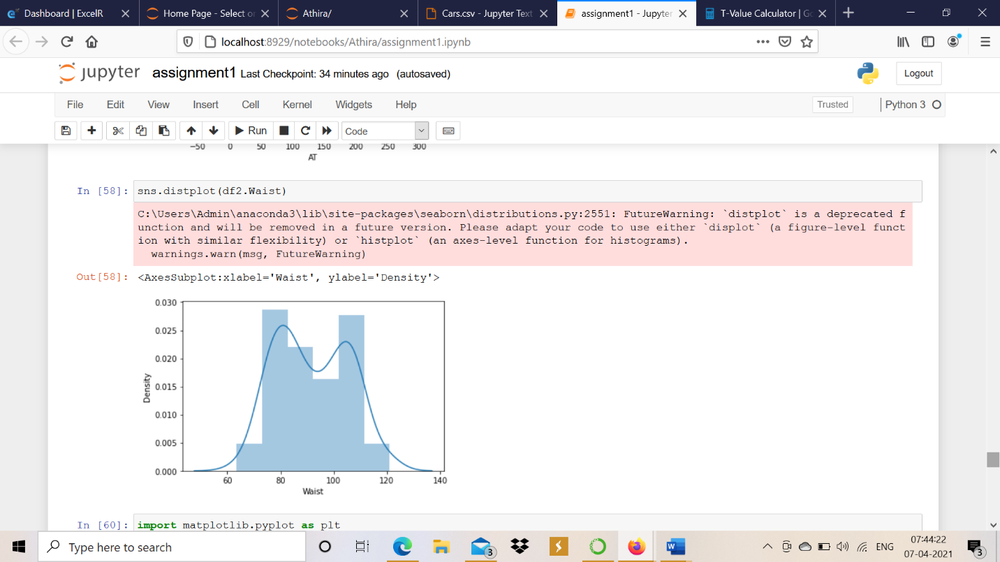 Dashboard | ExcelR
Home Page - Select or
Athira/
Cars.csv - Jupyter Text
assignment1 - Jupyter
T-Value Calculator | G
localhost:8929/notebooks/Athira/assignment1.ipynb
jupyter assignment1 Last Checkpoint: 34 minutes ago (autosaved)
Logout
File Edit View Insert Cell Kernel Widgets Help
Trusted
Python 3
Run
Code
−50 0 50 100 150 200 250 300
AT
In [58]: sns.distplot(df2.Waist)
C:\Users\Admin\anaconda3\lib\site-packages\seaborn\distributions.py:2551: FutureWarning: `distplot` is a deprecated f
unction and will be removed in a future version. Please adapt your code to use either `displot` (a figure-level funct
ion with similar flexibility) or `histplot` (an axes-level function for histograms).
warnings.warn(msg, FutureWarning)
Out[58]: <AxesSubplot:xlabel='Waist', ylabel='Density'>
0.030
0.025
0.020
0.015
0.010
0.005
0.000
Density
60 80 100 120 140
Waist
In [60]: import matplotlib.pyplot as plt
Type here to search
3
W
ENG
07:44:22
07-04-2021
3